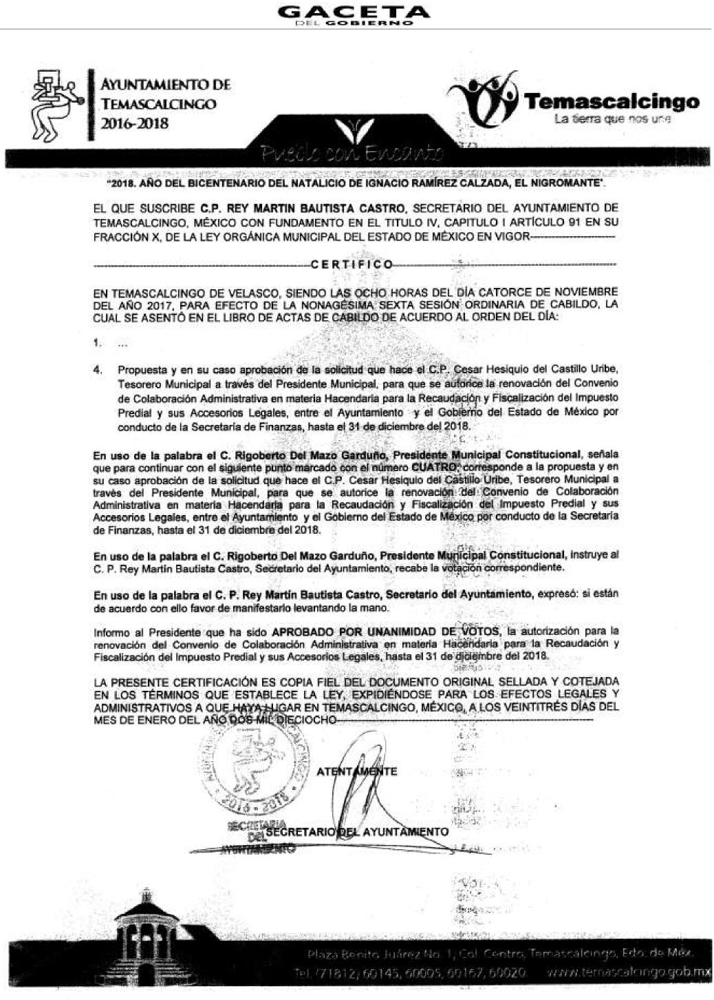 GACETA
DEL GOBIERNO
AYUNTAMIENTO DE
TEMASCALCINGO
2016-2018
Temascalcingo
La tierra que nos une
Pueblo con Encanto
"2018. AÑO DEL BICENTENARIO DEL NATALICIO DE IGNACIO RAMÍREZ CALZADA, EL NIGROMANTE".
EL QUE SUSCRIBE C.P. REY MARTIN BAUTISTA CASTRO, SECRETARIO DEL AYUNTAMIENTO DE
TEMASCALCINGO, MÉXICO CON FUNDAMENTO EN EL TITULO IV, CAPITULO I ARTÍCULO 91 EN SU
FRACCIÓN X, DE LA LEY ORGÁNICA MUNICIPAL DEL ESTADO DE MÉXICO EN VIGOR------------------------
------------------------------------------------------------C E R T I F I C O------------------------------------------------------------
EN TEMASCALCINGO DE VELASCO, SIENDO LAS OCHO HORAS DEL DÍA CATORCE DE NOVIEMBRE
DEL AÑO 2017, PARA EFECTO DE LA NONAGÉSIMA SEXTA SESIÓN ORDINARIA DE CABILDO, LA
CUAL SE ASENTÓ EN EL LIBRO DE ACTAS DE CABILDO DE ACUERDO AL ORDEN DEL DÍA:
1. ...
4. Propuesta y en su caso aprobación de la solicitud que hace el C.P. Cesar Hesiquio del Castillo Uribe,
Tesorero Municipal a través del Presidente Municipal, para que se autorice la renovación del Convenio
de Colaboración Administrativa en materia Hacendaria para la Recaudación y Fiscalización del Impuesto
Predial y sus Accesorios Legales, entre el Ayuntamiento y el Gobierno del Estado de México por
conducto de la Secretaría de Finanzas, hasta el 31 de diciembre del 2018.
En uso de la palabra el C. Rigoberto Del Mazo Garduño, Presidente Municipal Constitucional, señala
que para continuar con el siguiente punto marcado con el número CUATRO, corresponde a la propuesta y en
su caso aprobación de la solicitud que hace el C.P. Cesar Hesiquio del Castillo Uribe, Tesorero Municipal a
través del Presidente Municipal, para que se autorice la renovación del Convenio de Colaboración
Administrativa en materia Hacendaria para la Recaudación y Fiscalización del Impuesto Predial y sus
Accesorios Legales, entre el Ayuntamiento y el Gobierno del Estado de México por conducto de la Secretaría
de Finanzas, hasta el 31 de diciembre del 2018.
En uso de la palabra el C. Rigoberto Del Mazo Garduño, Presidente Municipal Constitucional, instruye al
C. P. Rey Martín Bautista Castro, Secretario del Ayuntamiento, recabe la votación correspondiente.
En uso de la palabra el C. P. Rey Martín Bautista Castro, Secretario del Ayuntamiento, expresó: si están
de acuerdo con ello favor de manifestarlo levantando la mano.
Informo al Presidente que ha sido APROBADO POR UNANIMIDAD DE VOTOS, la autorización para la
renovación del Convenio de Colaboración Administrativa en materia Hacendaria para la Recaudación y
Fiscalización del Impuesto Predial y sus Accesorios Legales, hasta el 31 de diciembre del 2018.
LA PRESENTE CERTIFICACIÓN ES COPIA FIEL DEL DOCUMENTO ORIGINAL SELLADA Y COTEJADA
EN LOS TÉRMINOS QUE ESTABLECE LA LEY, EXPIDIÉNDOSE PARA LOS EFECTOS LEGALES Y
ADMINISTRATIVOS A QUE HAYA LUGAR EN TEMASCALCINGO, MÉXICO, A LOS VEINTITRÉS DÍAS DEL
MES DE ENERO DEL AÑO DOS MIL DIECIOCHO------------------------------------------------------------
ATENTAMENTE
2016 - 2018
SECRETARIA
DEL
AYUNTAMIENTO
SECRETARIO DEL AYUNTAMIENTO
Plaza Benito Juárez No. 1, Col. Centro, Temascalcingo, Edo. de Méx.
Tel. (71812) 60145, 60005, 60167, 60020. www.temascalcingo.gob.mx